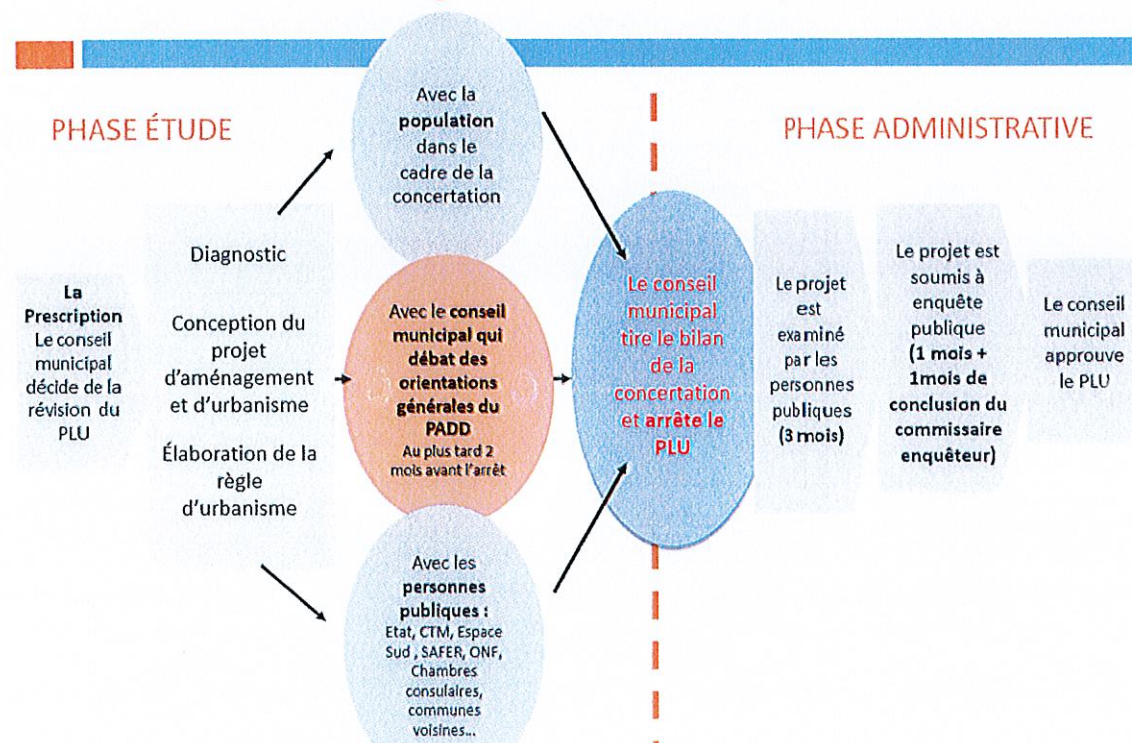 PHASE ÉTUDE
PHASE ADMINISTRATIVE
La
Prescription
Le conseil
municipal
décide de la
révision du
PLU
Diagnostic
Conception du
projet
d'aménagement
et d'urbanisme
Élaboration de la
règle
d'urbanisme
Avec la
population
dans le
cadre de la
concertation
Avec le conseil
municipal qui
débat des
orientations
générales du
PADD
Au plus tard 2
mois avant l'arrêt
Avec les
personnes
publiques :
Etat, CTM, Espace
Sud , SAFER, ONF,
Chambres
consulaires,
communes
voisines...
Le conseil
municipal
tire le bilan
de la
concertation
et arrête le
PLU
Le projet
est
examiné
par les
personnes
publiques
(3 mois)
Le projet est
soumis à
enquête
publique
(1 mois +
1mois de
conclusion du
commissaire
enquêteur)
Le conseil
municipal
approuve
le PLU